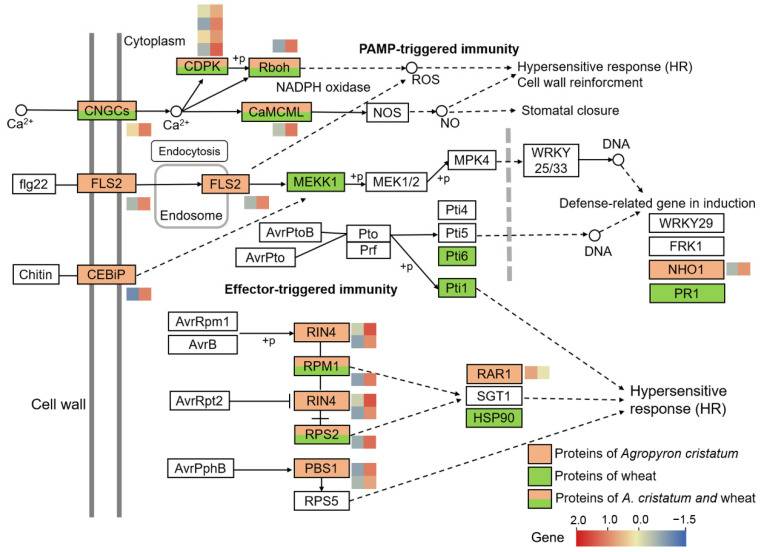 Cytoplasm
PAMP-triggered immunity
CDPK
+p
Rboh
ROS
Hypersensitive response (HR)
Cell wall reinforcment
NADPH oxidase
Ca2+
CNGCs
Ca2+
CaMCML
NOS
NO
Stomatal closure
Endocytosis
MPK4
WRKY
25/33
DNA
flg22
FLS2
FLS2
MEKK1
+p
MEK1/2
+p
Endosome
Defense-related gene in induction
AvrPtoB
Pto
Prf
AvrPto
Pti4
Pti5
Pti6
Pti1
+p
DNA
WRKY29
FRK1
NHO1
PR1
Chitin
CEBiP
Effector-triggered immunity
AvrRpm1
AvrB
+p
RIN4
RPM1
AvrRpt2
RIN4
RPS2
RAR1
SGT1
HSP90
Hypersensitive
response (HR)
Cell wall
AvrPphB
PBS1
RPS5
Proteins of Agropyron cristatum
Proteins of wheat
Proteins of A. cristatum and wheat
Gene
2.0 1.0 0.0 −1.5